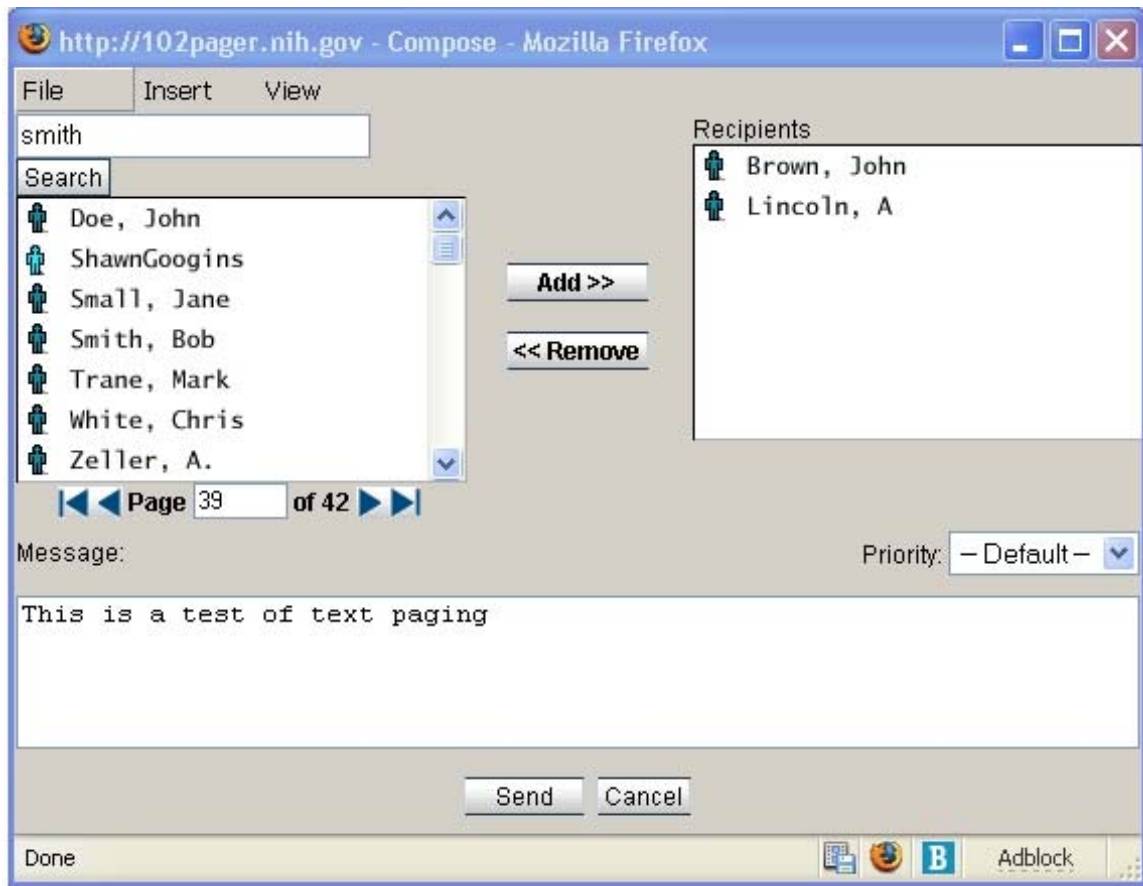 http://102pager.nih.gov - Compose - Mozilla Firefox
File Insert View
smith
Search
Doe, John
ShawnGoogins
Small, Jane
Smith, Bob
Trane, Mark
White, Chris
Zeller, A.
Page 39 of 42
Add >>
<< Remove
Recipients
Brown, John
Lincoln, A
Message:
Priority: — Default —
This is a test of text paging
Send Cancel
Done B Adblock